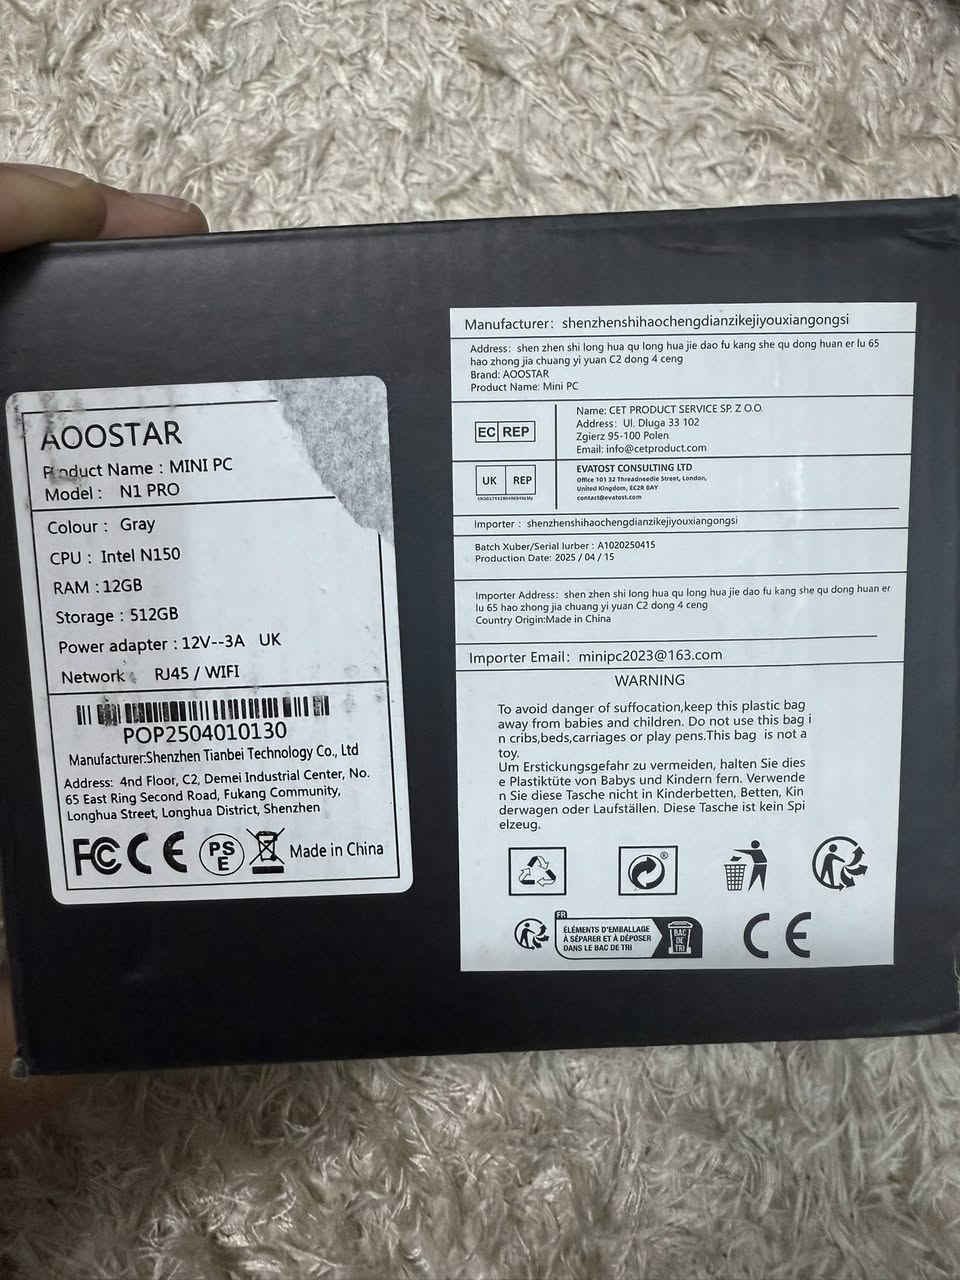 AOOSTAR
Product Name : MINI PC
Model : N1 PRO
Colour : Gray
CPU : Intel N150
RAM : 12GB
Storage : 512GB
Power adapter : 12V--3A UK
Network : RJ45 / WIFI
POP2504010130
Manufacturer:Shenzhen Tianbei Technology Co., Ltd
Address: 4nd Floor, C2, Demei Industrial Center, No.
65 East Ring Second Road, Fukang Community,
Longhua Street, Longhua District, Shenzhen
FC CE PS E Made in China
Manufacturer: shenzhenshihaochengdianzikejiyouxiangongsi
Address: shen zhen shi long hua qu long hua jie dao fu kang she qu dong huan er lu 65
hao zhong jia chuang yi yuan C2 dong 4 ceng
Brand: AOOSTAR
Product Name: Mini PC
EC REP
Name: CET PRODUCT SERVICE SP. Z O.O.
Address: Ul. Dluga 33 102
Zgierz 95-100 Polen
Email: info@cetproduct.com
UK REP
EVATOST CONSULTING LTD
Office 101 32 Threadneedle Street, London,
United Kingdom, EC2R 8AY
contact@evatost.com
Importer : shenzhenshihaochengdianzikejiyouxiangongsi
Batch Xuber/Serial lurber : A1020250415
Production Date: 2025 / 04 / 15
Importer Address: shen zhen shi long hua qu long hua jie dao fu kang she qu dong huan er
lu 65 hao zhong jia chuang yi yuan C2 dong 4 ceng
Country Origin:Made in China
Importer Email: minipc2023@163.com
WARNING
To avoid danger of suffocation,keep this plastic bag
away from babies and children. Do not use this bag i
n cribs,beds,carriages or play pens.This bag is not a
toy.
Um Erstickungsgefahr zu vermeiden, halten Sie dies
e Plastiktüte von Babys und Kindern fern. Verwende
n Sie diese Tasche nicht in Kinderbetten, Betten, Kin
derwagen oder Laufställen. Diese Tasche ist kein Spi
elzeug.
FR
ÉLÉMENTS D'EMBALLAGE
À SÉPARER ET À DÉPOSER
DANS LE BAC DE TRI
BAC
DE
TRI
CE